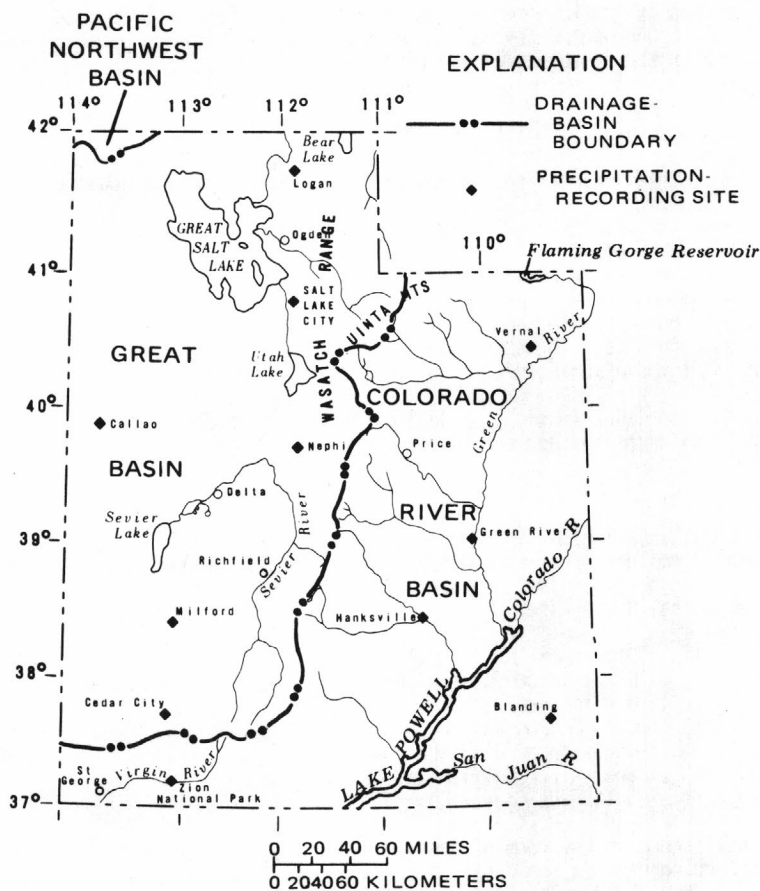 PACIFIC
NORTHWEST
BASIN
EXPLANATION
114° 113° 112° 111°
42°
DRAINAGE-
BASIN
BOUNDARY
PRECIPITATION-
RECORDING SITE
Bear
Lake
Logan
GREAT
SALT
LAKE
Ogden
WASATCH RANGE
110°
Flaming Gorge Reservoir
41°
SALT
LAKE
CITY
UINTA MTS
Vernal
Green River
GREAT
Utah
Lake
COLORADO
40°
Callao
Nephi
Price
BASIN
Delta
Sevier
Lake
Sevier River
RIVER
39°
Green River
Richfield
BASIN
Colorado R
Milford
Hanksville
38°
Cedar City
LAKE POWELL
Blanding
St
George
Virgin River
Zion
National Park
San Juan R
37°
0 20 40 60 MILES
0 20 40 60 KILOMETERS